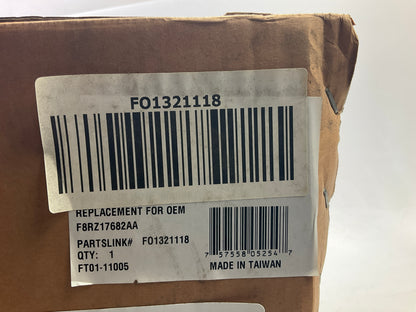 FO1321118
REPLACEMENT FOR OEM
F8RZ17682AA
PARTSLINK# FO1321118
QTY: 1
FT01-11005
7 57558 05254 7
MADE IN TAIWAN